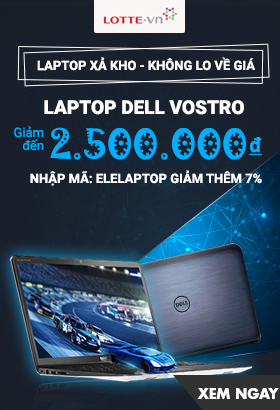 LOTTE.VN
LAPTOP XẢ KHO - KHÔNG LO VỀ GIÁ
LAPTOP DELL VOSTRO
Giảm đến 2.500.000đ
NHẬP MÃ: ELELAPTOP GIẢM THÊM 7%
DELL
XEM NGAY